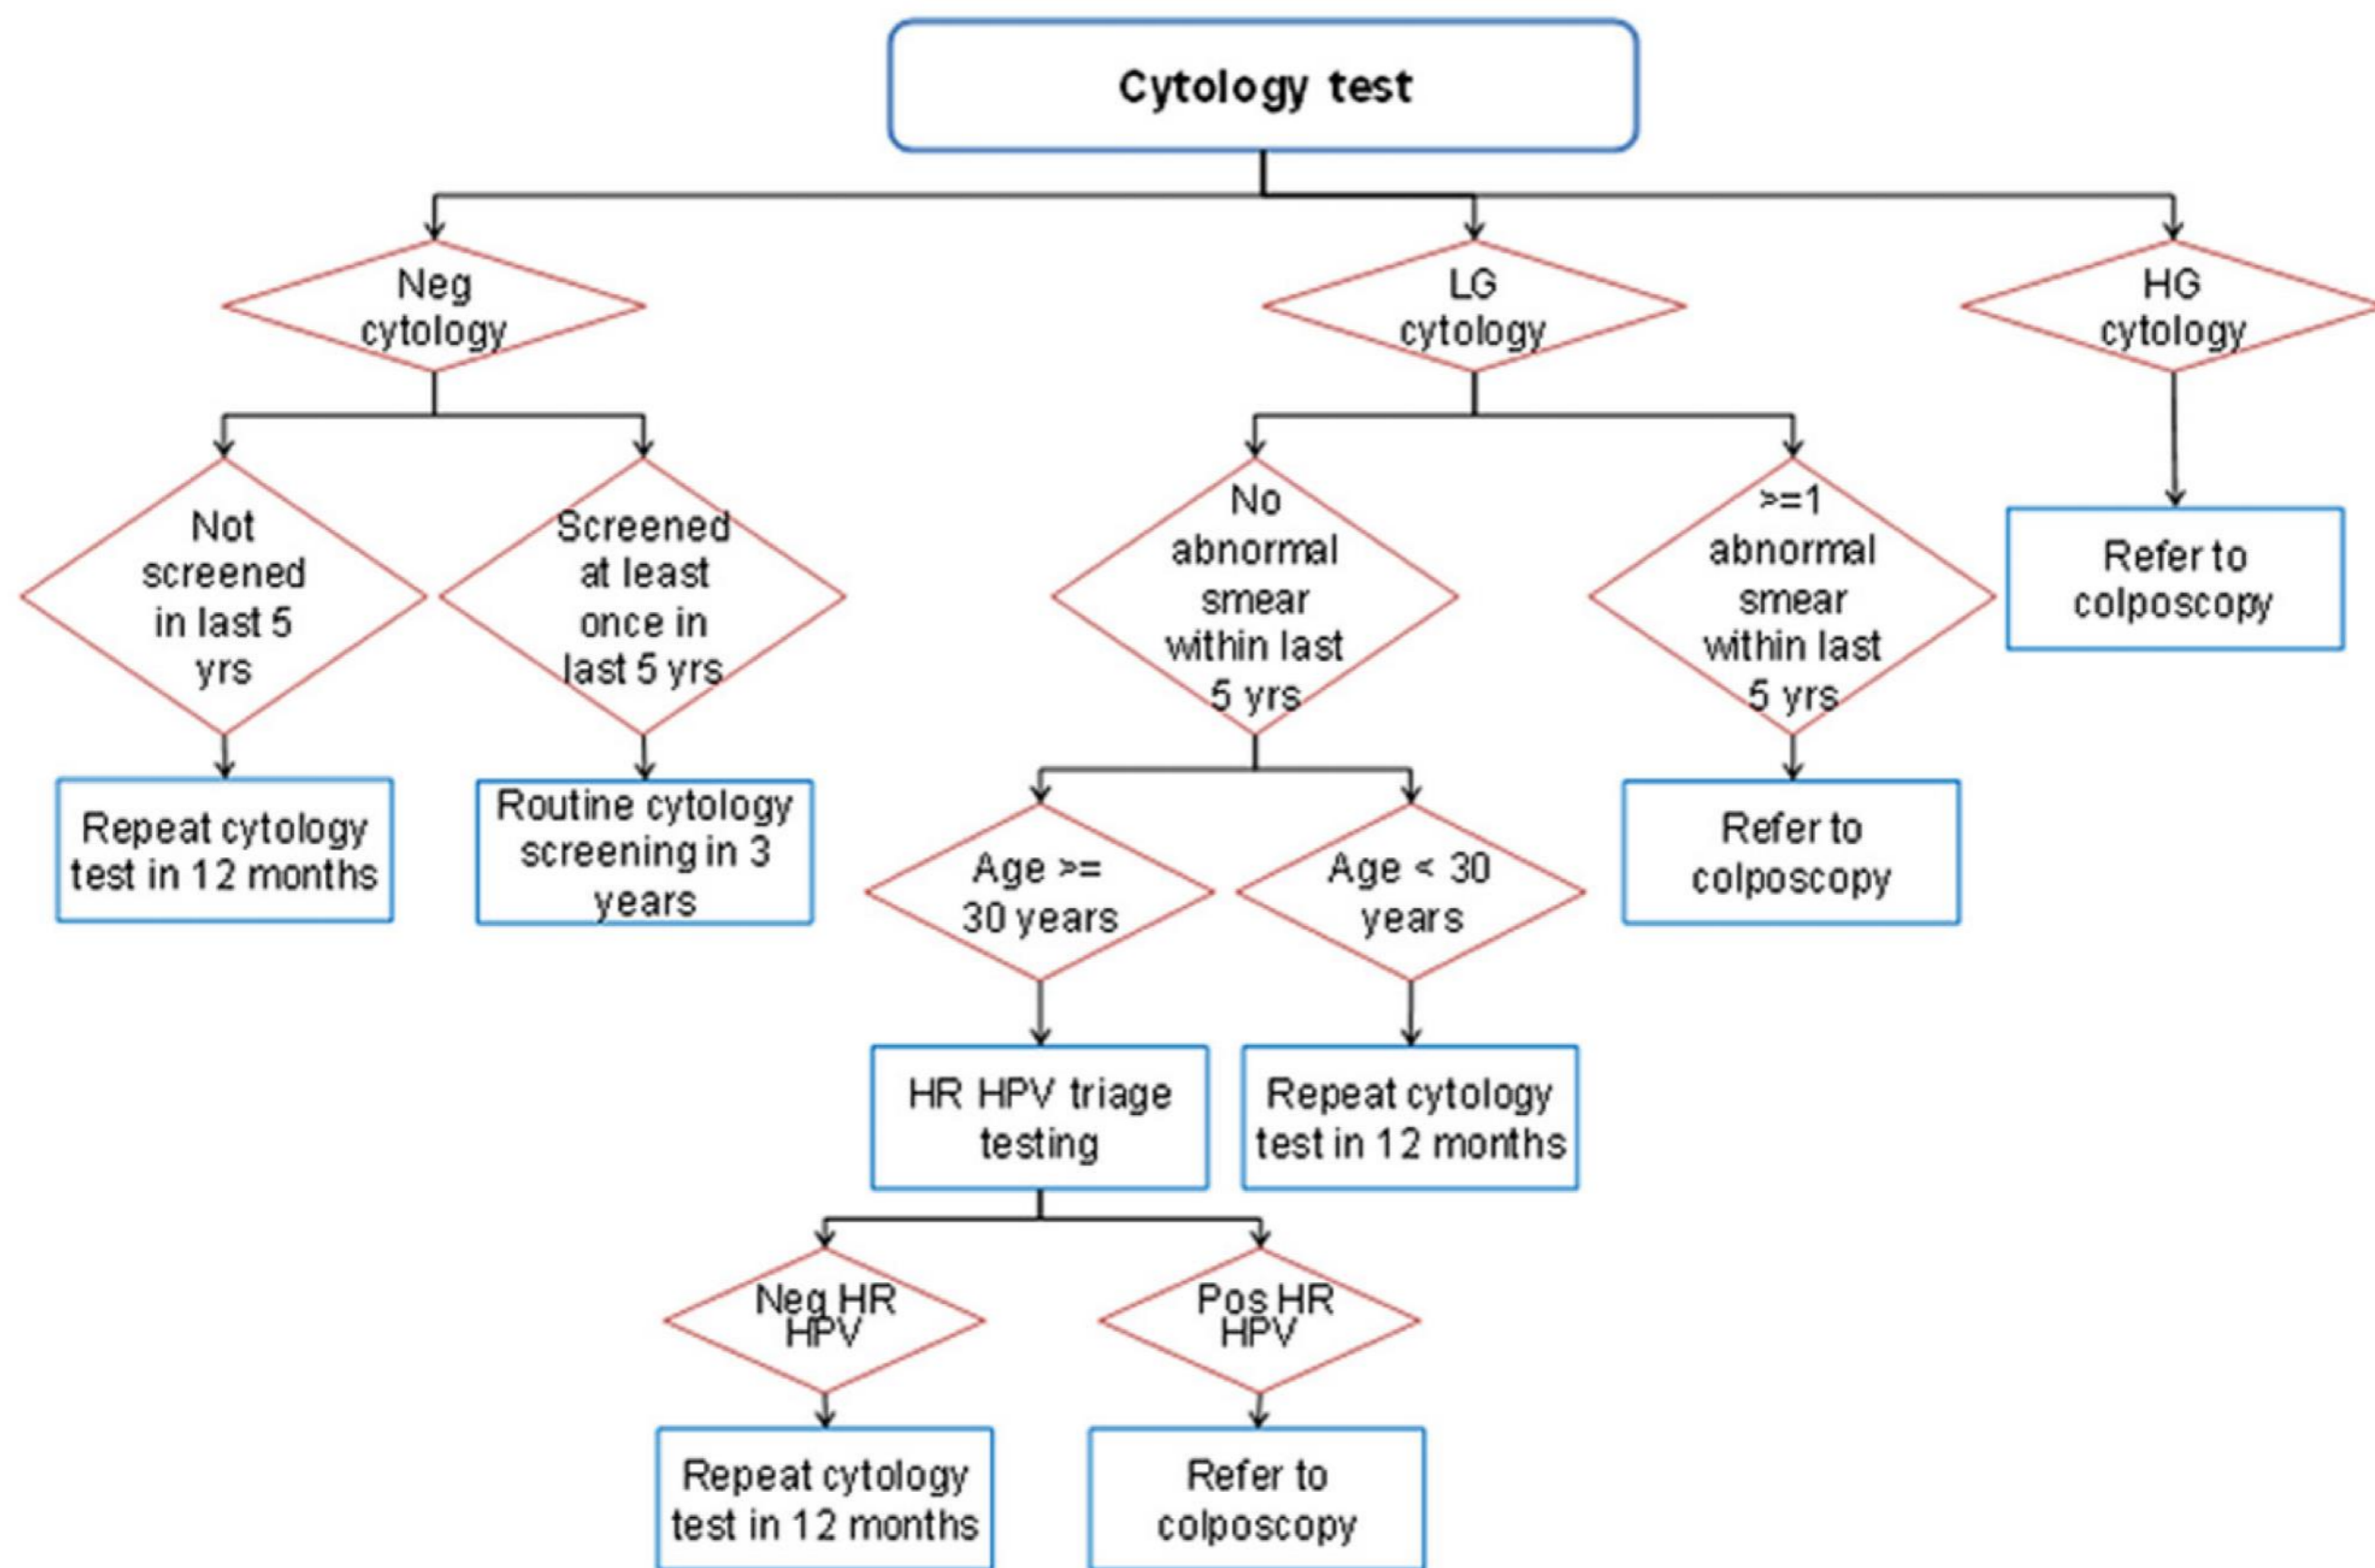 Cytology test
Neg
cytology
LG
cytology
HG
cytology
Not
screened
in last 5
yrs
Screened
at least
once in
last 5 yrs
No
abnormal
smear
within last
5 yrs
>=1
abnormal
smear
within last
5 yrs
Refer to
colposcopy
Repeat cytology
test in 12 months
Routine cytology
screening in 3
years
Age >=
30 years
Age < 30
years
Refer to
colposcopy
HR HPV triage
testing
Repeat cytology
test in 12 months
Neg HR
HPV
Pos HR
HPV
Repeat cytology
test in 12 months
Refer to
colposcopy